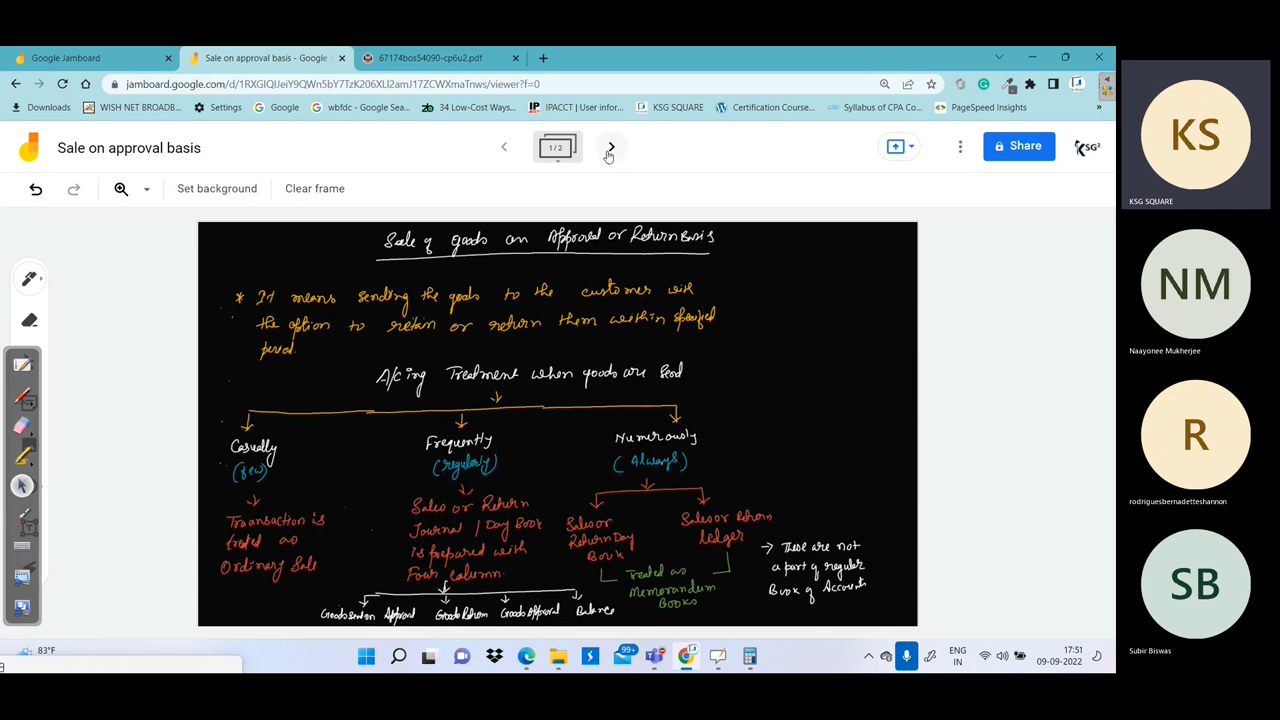 Google Jamboard
Sale on approval basis - Google J
67174bos54090-cp6u2.pdf
jamboard.google.com/d/1RXGlQIJeiY9QWn5bY7TzK206XLl2amJ17ZCWXmaTnws/viewer?f=0
Downloads
WISH NET BROADB...
Settings
Google
wbfdc - Google Sea...
34 Low-Cost Ways...
IPACCT | User infor...
KSG SQUARE
Certification Course...
Syllabus of CPA Co...
PageSpeed Insights
Sale on approval basis
1 / 2
Share
KSG²
Set background
Clear frame
Sale of goods on Approval or Return Basis
* It means sending the goods to the customer with
the option to retain or return them within specified
period.
A/cing Treatment when goods are Send
Casually
(few)
Transaction is
treted as
Ordinary Sale
Frequently
(regularly)
Sales or Return
Journal / Day Book
is prepared with
Four column.
Goods Sent on Approval
Goods Return
Goods Approval
Balance
Numerously
(Always)
Sales or
Return Day
Book
Sales or Return
ledger
Treated as
Memorandum
Books
→ These are not
a part of regular
Book of Accounts
83°F
99+
ENG
IN
17:51
09-09-2022
KS
KSG SQUARE
NM
Naayonee Mukherjee
R
rodriguesbernadetteshannon
SB
Subir Biswas